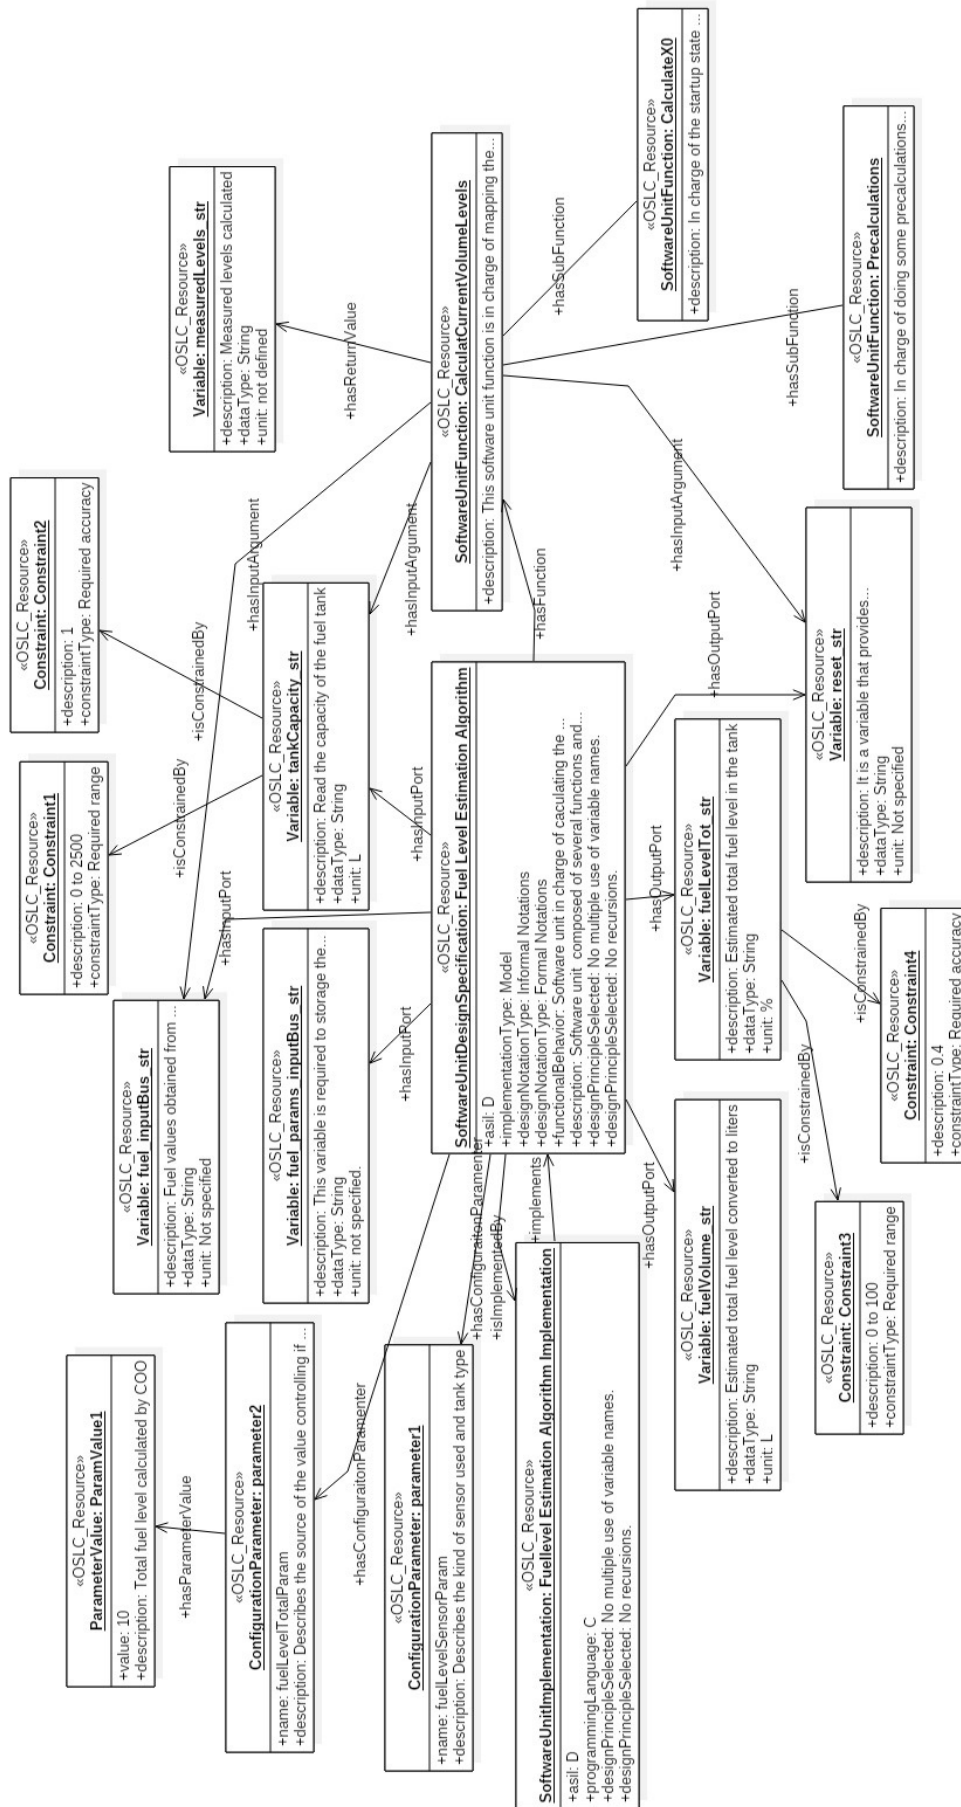 «OSLC_Resource»
ParameterValue: ParamValue1
+value: 10
+description: Total fuel level calculated by COO
+hasParameterValue
«OSLC_Resource»
ConfigurationParameter: parameter2
+name: fuelLevelTotalParam
+description: Describes the source of the value controlling if ...
+hasConfiguraitonParamenter
«OSLC_Resource»
ConfigurationParameter: parameter1
+name: fuelLevelSensorParam
+description: Describes the kind of sensor used and tank type
+hasConfiguraitonParamenter
+isImplementedBy
+implements
«OSLC_Resource»
SoftwareUnitImplementation: Fuellevel Estimation Algorithm Implementation
+asil: D
+programmingLanguage: C
+designPrincipleSelected: No multiple use of variable names.
+designPrincipleSelected: No recursions.
«OSLC_Resource»
Variable: fuel_inputBus_str
+description: Fuel values obtained from ...
+dataType: String
+unit: Not specified
«OSLC_Resource»
Variable: fuel_params_inputBus_str
+description: This variable is required to storage the...
+dataType: String
+unit: not specified.
+hasInputPort
+hasInputPort
+hasInputPort
«OSLC_Resource»
SoftwareUnitDesignSpecification: Fuel Level Estimation Algorithm
+asil: D
+implementationType: Model
+designNotationType: Informal Notations
+designNotationType: Formal Notations
+functionalBehavior: Software unit in charge of caculating the ...
+description: Software unit composed of several functions and...
+designPrincipleSelected: No multiple use of variable names.
+designPrincipleSelected: No recursions.
+hasOutputPort
«OSLC_Resource»
Variable: fuelVolume_str
+description: Estimated total fuel level converted to liters
+dataType: String
+unit: L
+hasOutputPort
«OSLC_Resource»
Variable: fuelLevelTot_str
+description: Estimated total fuel level in the tank
+dataType: String
+unit: %
+isConstrainedBy
+isConstrainedBy
«OSLC_Resource»
Constraint: Constraint3
+description: 0 to 100
+constraintType: Required range
«OSLC_Resource»
Constraint: Constraint4
+description: 0.4
+constraintType: Required accuracy
«OSLC_Resource»
Constraint: Constraint1
+description: 0 to 2500
+constraintType: Required range
«OSLC_Resource»
Constraint: Constraint2
+description: 1
+constraintType: Required accuracy
+isConstrainedBy
+isConstrainedBy
«OSLC_Resource»
Variable: tankCapacity_str
+description: Read the capacity of the fuel tank
+dataType: String
+unit: L
+hasInputArgument
+hasInputArgument
+hasFunction
+hasOutputPort
+hasInputArgument
«OSLC_Resource»
Variable: reset_str
+description: It is a variable that provides...
+dataType: String
+unit: Not specified
«OSLC_Resource»
Variable: measuredLevels_str
+description: Measured levels calculated
+dataType: String
+unit: not defined
+hasReturnValue
«OSLC_Resource»
SoftwareUnitFunction: CalculatCurrentVolumeLevels
+description: This software unit function is in charge of mapping the...
+hasSubFunction
+hasSubFunction
«OSLC_Resource»
SoftwareUnitFunction: CalculateX0
+description: In charge of the startup state ...
«OSLC_Resource»
SoftwareUnitFunction: Precalculations
+description: In charge of doing some precalculations...